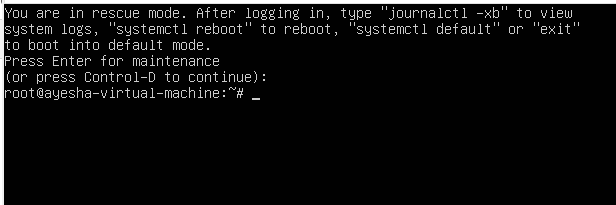 You are in rescue mode. After logging in, type "journalctl -xb" to view
system logs, "systemctl reboot" to reboot, "systemctl default" or "exit"
to boot into default mode.
Press Enter for maintenance
(or press Control-D to continue):
root@ayesha-virtual-machine:~# _